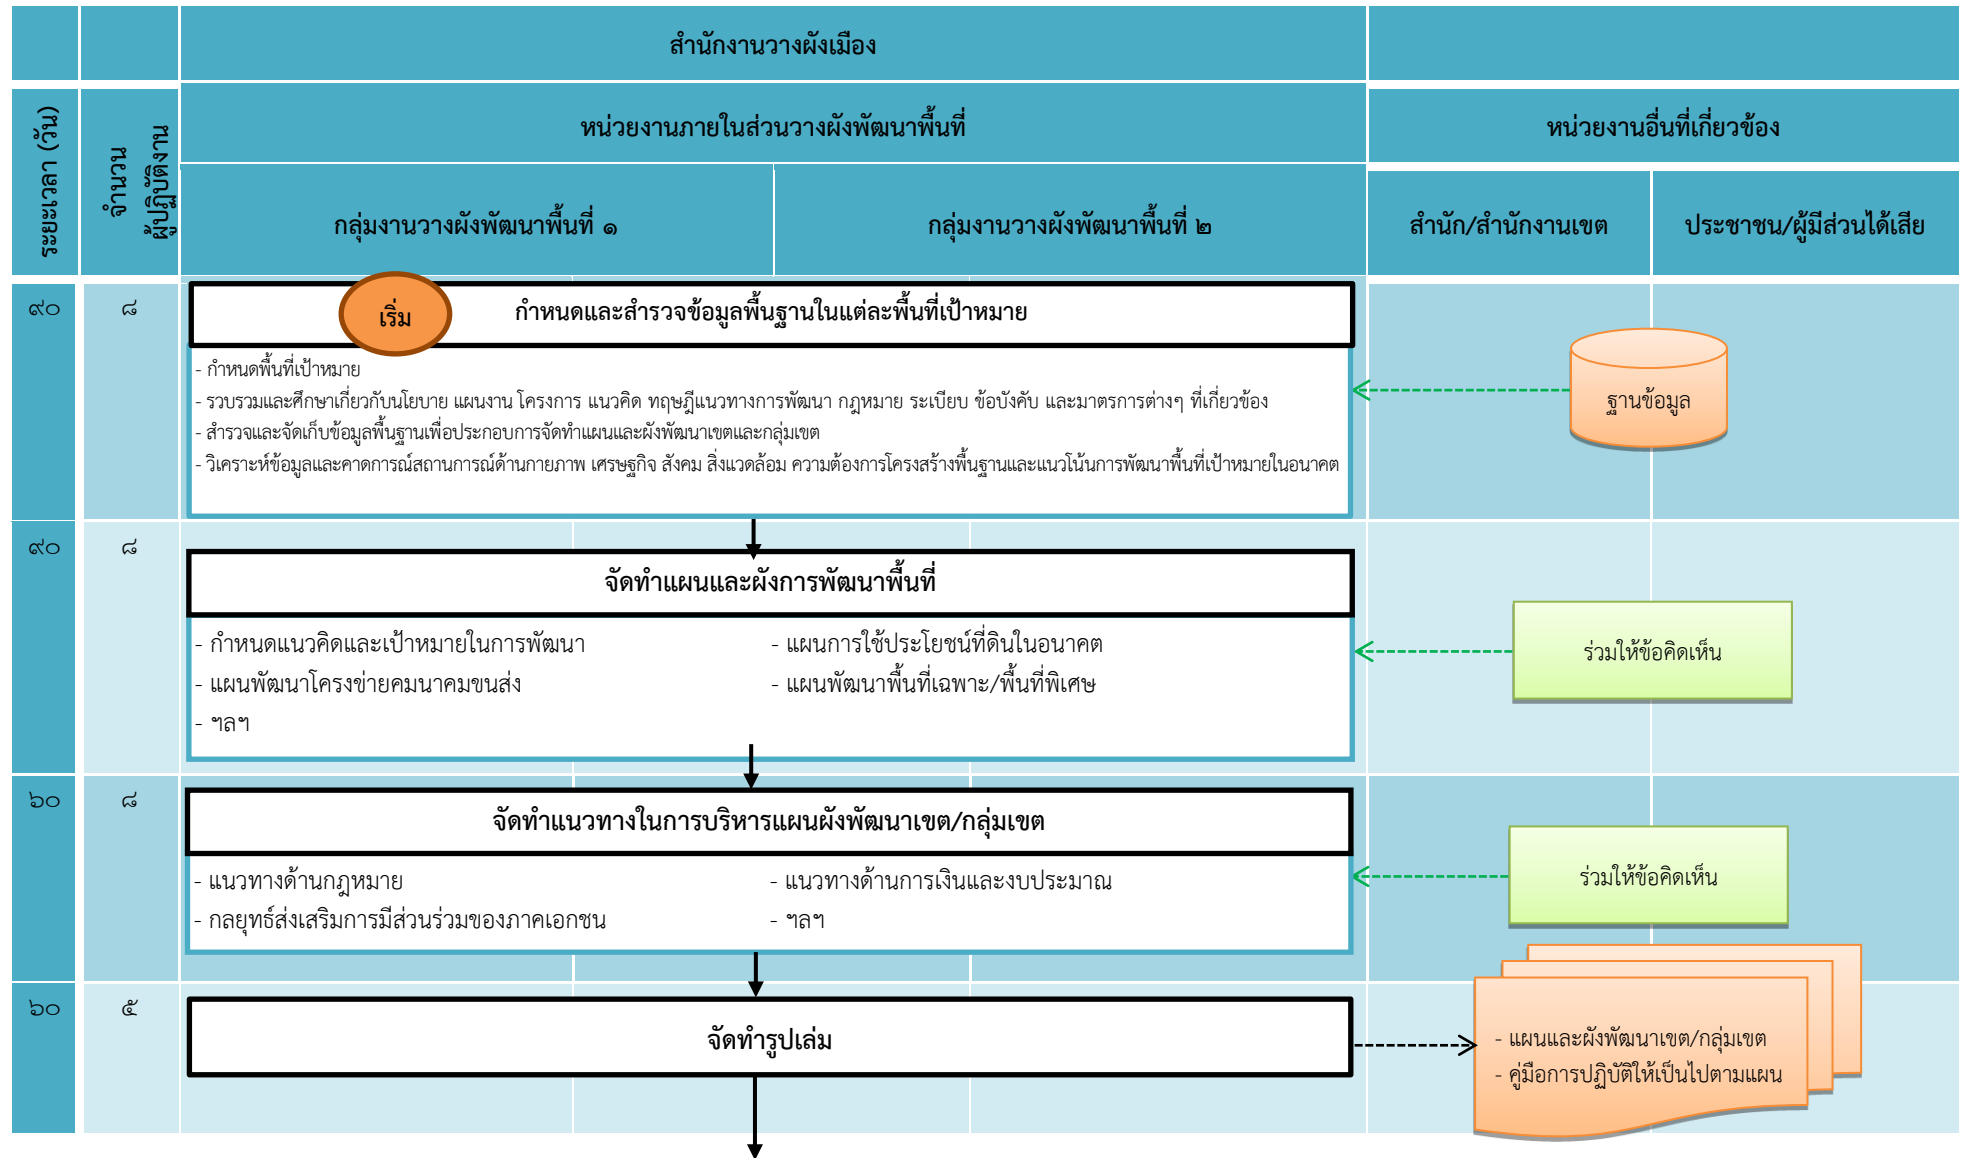 สำนักงานวางผังเมือง
ระยะเวลา (วัน)
จำนวน
ผู้ปฏิบัติงาน
หน่วยงานภายในส่วนวางผังพัฒนาพื้นที่
หน่วยงานอื่นที่เกี่ยวข้อง
กลุ่มงานวางผังพัฒนาพื้นที่ ๑
กลุ่มงานวางผังพัฒนาพื้นที่ ๒
สำนัก/สำนักงานเขต
ประชาชน/ผู้มีส่วนได้เสีย
๙๐
๘
เริ่ม
กำหนดและสำรวจข้อมูลพื้นฐานในแต่ละพื้นที่เป้าหมาย
- กำหนดพื้นที่เป้าหมาย
- รวบรวมและศึกษาเกี่ยวกับนโยบาย แผนงาน โครงการ แนวคิด ทฤษฎีแนวทางการพัฒนา กฎหมาย ระเบียบ ข้อบังคับ และมาตรการต่างๆ ที่เกี่ยวข้อง
- สำรวจและจัดเก็บข้อมูลพื้นฐานเพื่อประกอบการจัดทำแผนและผังพัฒนาเขตและกลุ่มเขต
- วิเคราะห์ข้อมูลและคาดการณ์สถานการณ์ด้านกายภาพ เศรษฐกิจ สังคม สิ่งแวดล้อม ความต้องการโครงสร้างพื้นฐานและแนวโน้นการพัฒนาพื้นที่เป้าหมายในอนาคต
ฐานข้อมูล
๙๐
๘
จัดทำแผนและผังการพัฒนาพื้นที่
- กำหนดแนวคิดและเป้าหมายในการพัฒนา
- แผนการใช้ประโยชน์ที่ดินในอนาคต
- แผนพัฒนาโครงข่ายคมนาคมขนส่ง
- แผนพัฒนาพื้นที่เฉพาะ/พื้นที่พิเศษ
- ฯลฯ
ร่วมให้ข้อคิดเห็น
๖๐
๘
จัดทำแนวทางในการบริหารแผนผังพัฒนาเขต/กลุ่มเขต
- แนวทางด้านกฎหมาย
- แนวทางด้านการเงินและงบประมาณ
- กลยุทธ์ส่งเสริมการมีส่วนร่วมของภาคเอกชน
- ฯลฯ
ร่วมให้ข้อคิดเห็น
๖๐
๕
จัดทำรูปเล่ม
- แผนและผังพัฒนาเขต/กลุ่มเขต
- คู่มือการปฏิบัติให้เป็นไปตามแผน